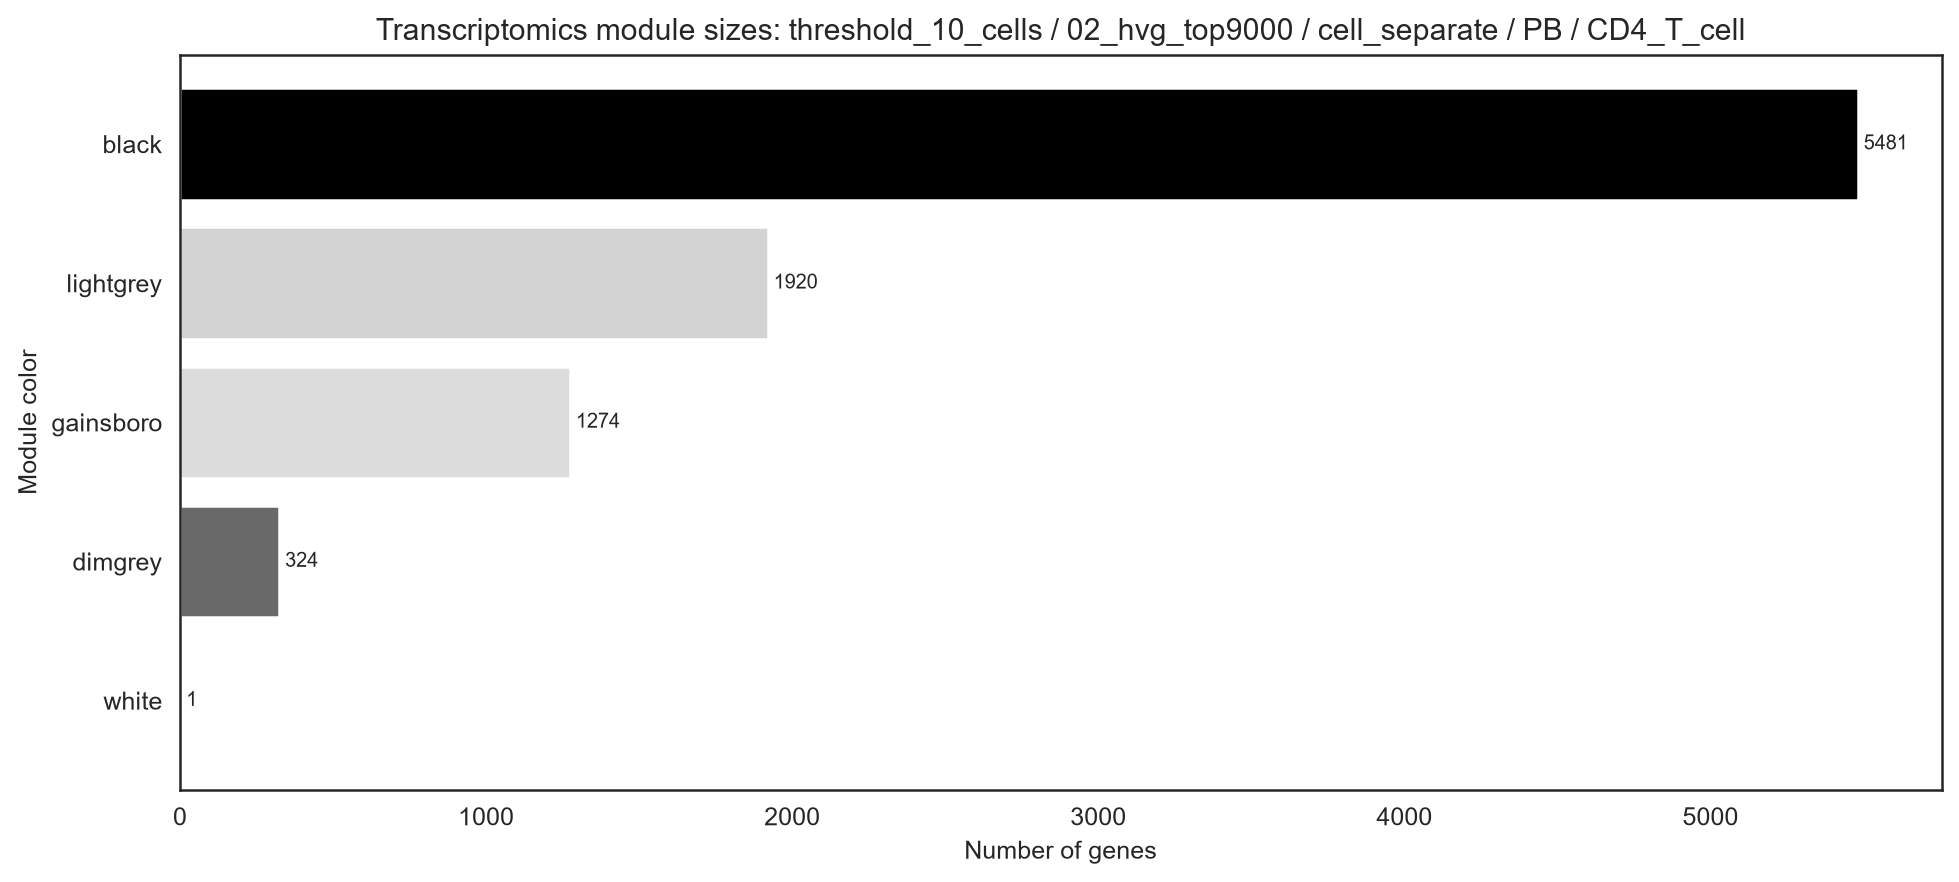 Transcriptomics module sizes: threshold_10_cells / 02_hvg_top9000 / cell_separate / PB / CD4_T_cell
Module color
black
5481
lightgrey
1920
gainsboro
1274
dimgrey
324
white
1
0 1000 2000 3000 4000 5000
Number of genes